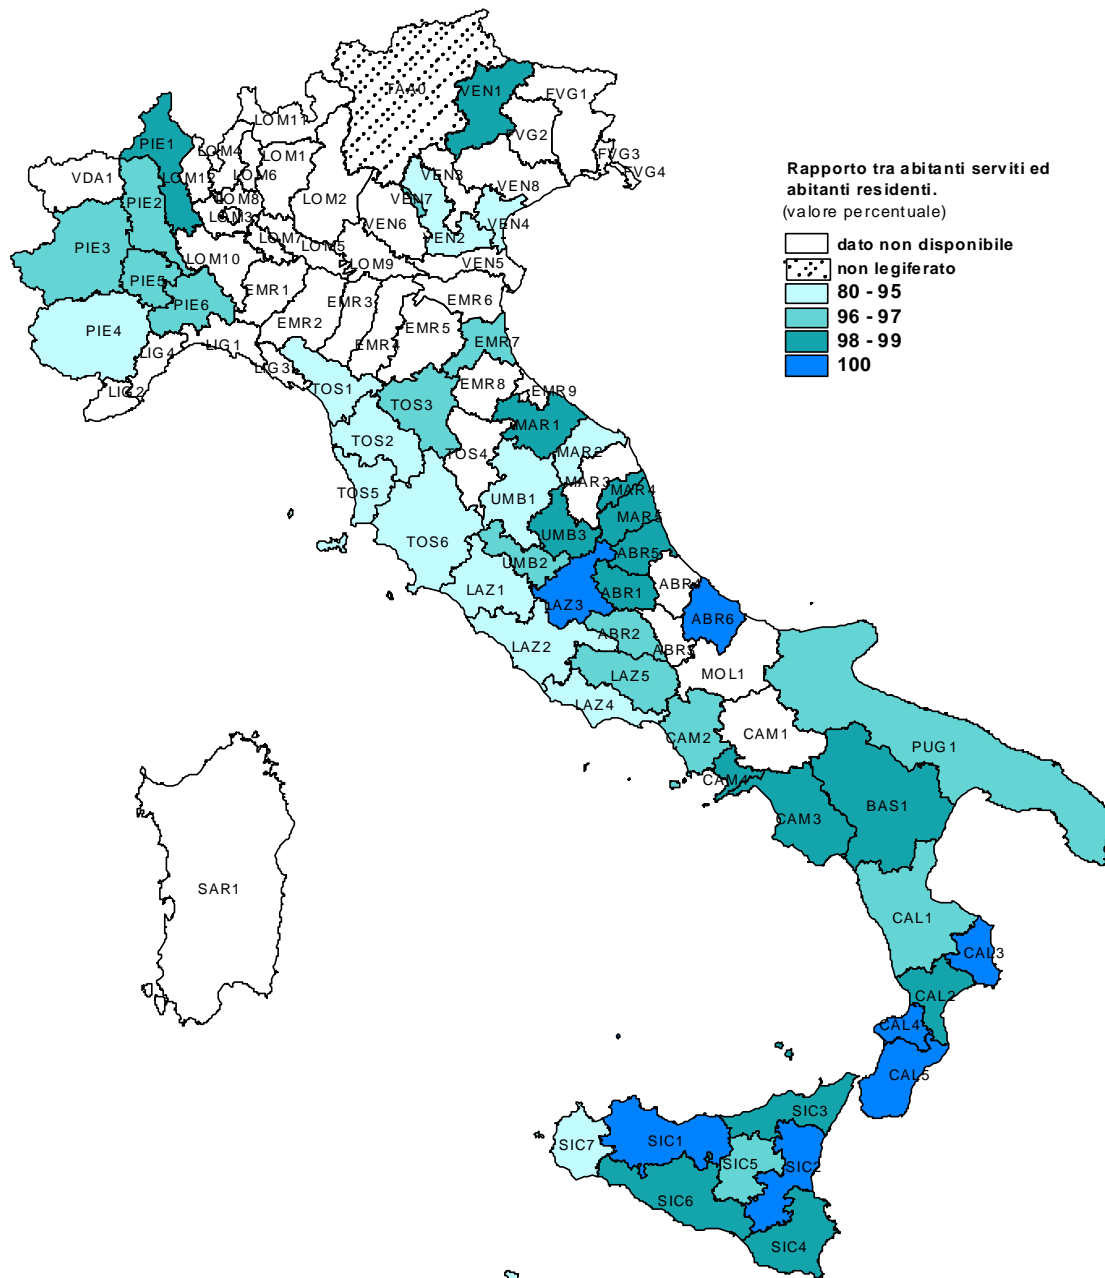 TAA0
VEN1
FVG1
LOM11
PIE1
FVG2
LOM4
LOM1
FVG3
VEN3
FVG4
VDA1
LOM12
LOM6
VEN8
Rapporto tra abitanti serviti ed
abitanti residenti.
(valore percentuale)
dato non disponibile
non legiferato
80 - 95
96 - 97
98 - 99
100
PIE2
LOM8
LOM2
VEN7
LOM3
VEN6
VEN4
PIE3
LOM7
LOM5
VEN2
LOM10
LOM9
VEN5
PIE5
EMR1
PIE6
EMR3
EMR6
PIE4
EMR2
EMR5
LIG1
EMR4
EMR7
LIG4
LIG3
LIG2
TOS1
EMR8
EMR9
TOS3
MAR1
TOS2
TOS4
MAR2
MAR3
TOS5
UMB1
MAR4
MAR5
TOS6
UMB3
ABR5
UMB2
LAZ1
LAZ3
ABR1
ABR4
ABR6
LAZ2
ABR2
ABR3
LAZ5
MOL1
LAZ4
CAM2
CAM1
PUG1
CAM4
CAM3
BAS1
SAR1
CAL1
CAL3
CAL2
CAL4
CAL5
SIC3
SIC7
SIC1
SIC5
SIC2
SIC6
SIC4